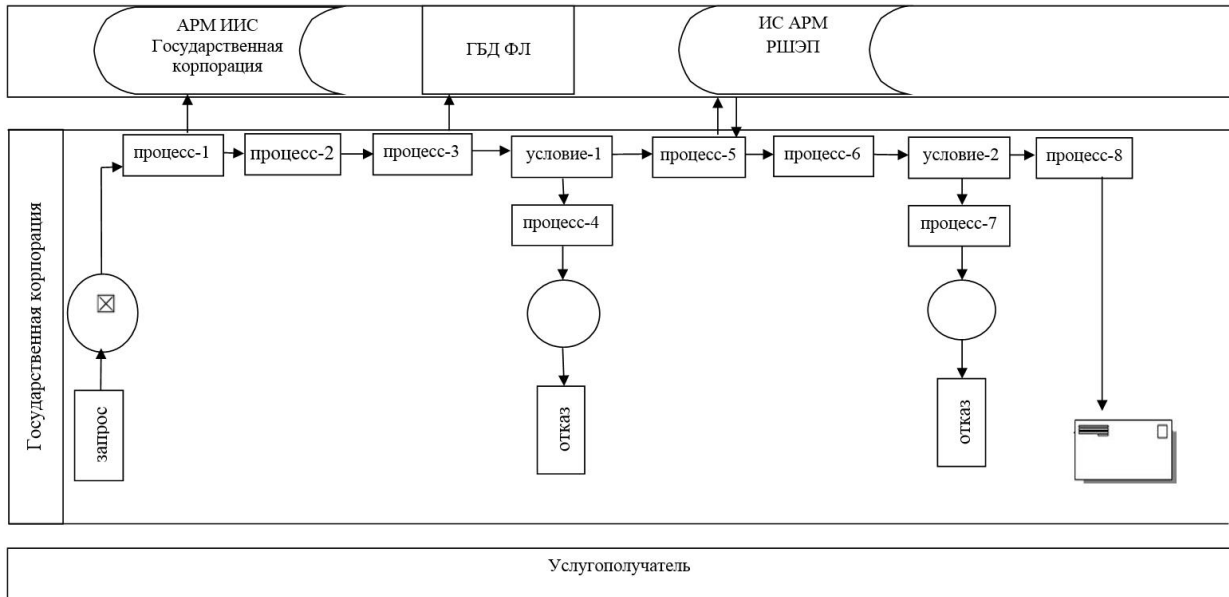 АРМ ИИС
Государственная
корпорация
ГБД ФЛ
ИС АРМ
РШЭП
Государственная корпорация
процесс-1
процесс-2
процесс-3
условие-1
процесс-5
процесс-6
условие-2
процесс-8
процесс-4
процесс-7
запрос
отказ
отказ
Услугополучатель